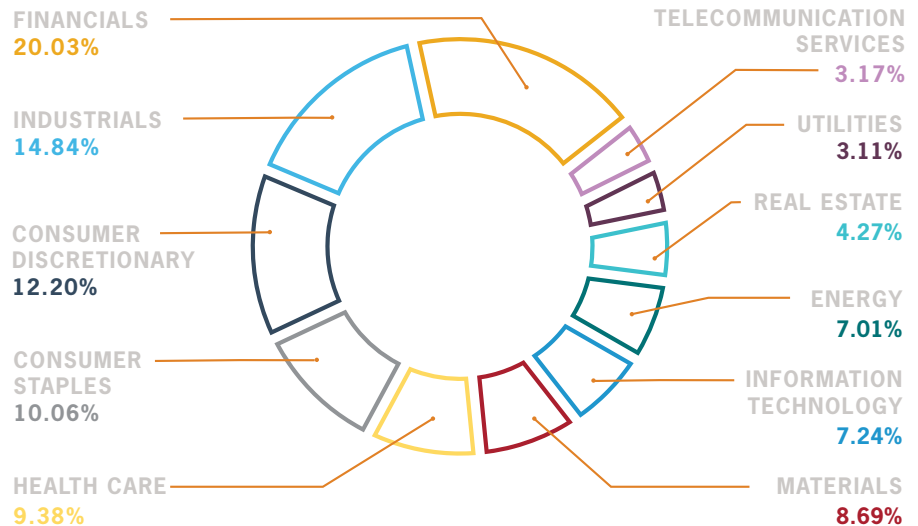 FINANCIALS
20.03%
INDUSTRIALS
14.84%
CONSUMER
DISCRETIONARY
12.20%
CONSUMER
STAPLES
10.06%
HEALTH CARE
9.38%
TELECOMMUNICATION
SERVICES
3.17%
UTILITIES
3.11%
REAL ESTATE
4.27%
ENERGY
7.01%
INFORMATION
TECHNOLOGY
7.24%
MATERIALS
8.69%